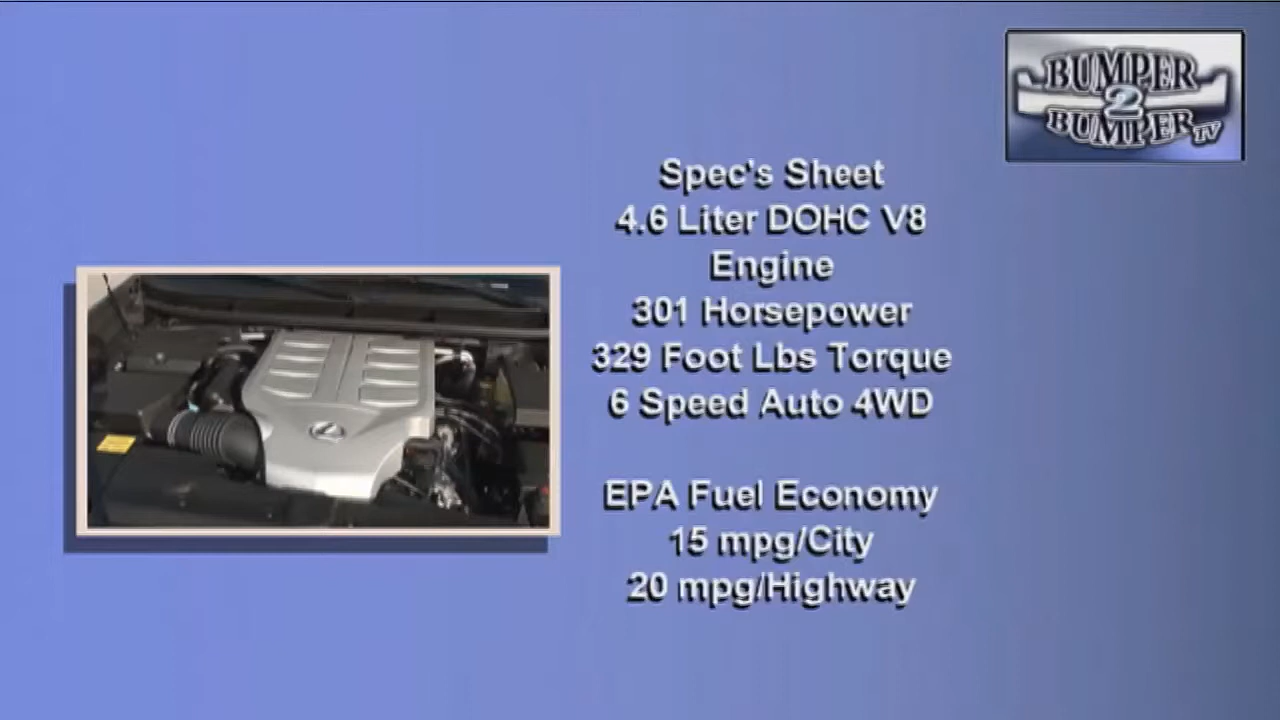 BUMPER
2
BUMPER TV
Spec's Sheet
4.6 Liter DOHC V8
Engine
301 Horsepower
329 Foot Lbs Torque
6 Speed Auto 4WD
EPA Fuel Economy
15 mpg/City
20 mpg/Highway